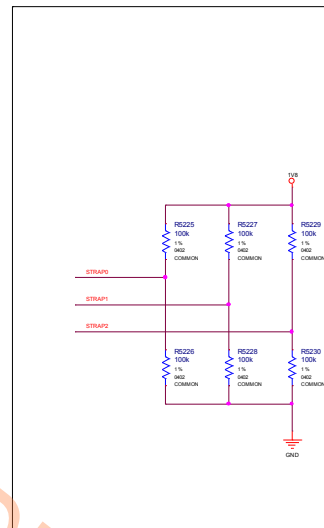 1V8
R5225
100k
1%
0402
COMMON
R5227
100k
1%
0402
COMMON
R5229
100k
1%
0402
COMMON
STRAP0
STRAP1
STRAP2
R5226
100k
1%
0402
COMMON
R5228
100k
1%
0402
COMMON
R5230
100k
1%
0402
COMMON
GND